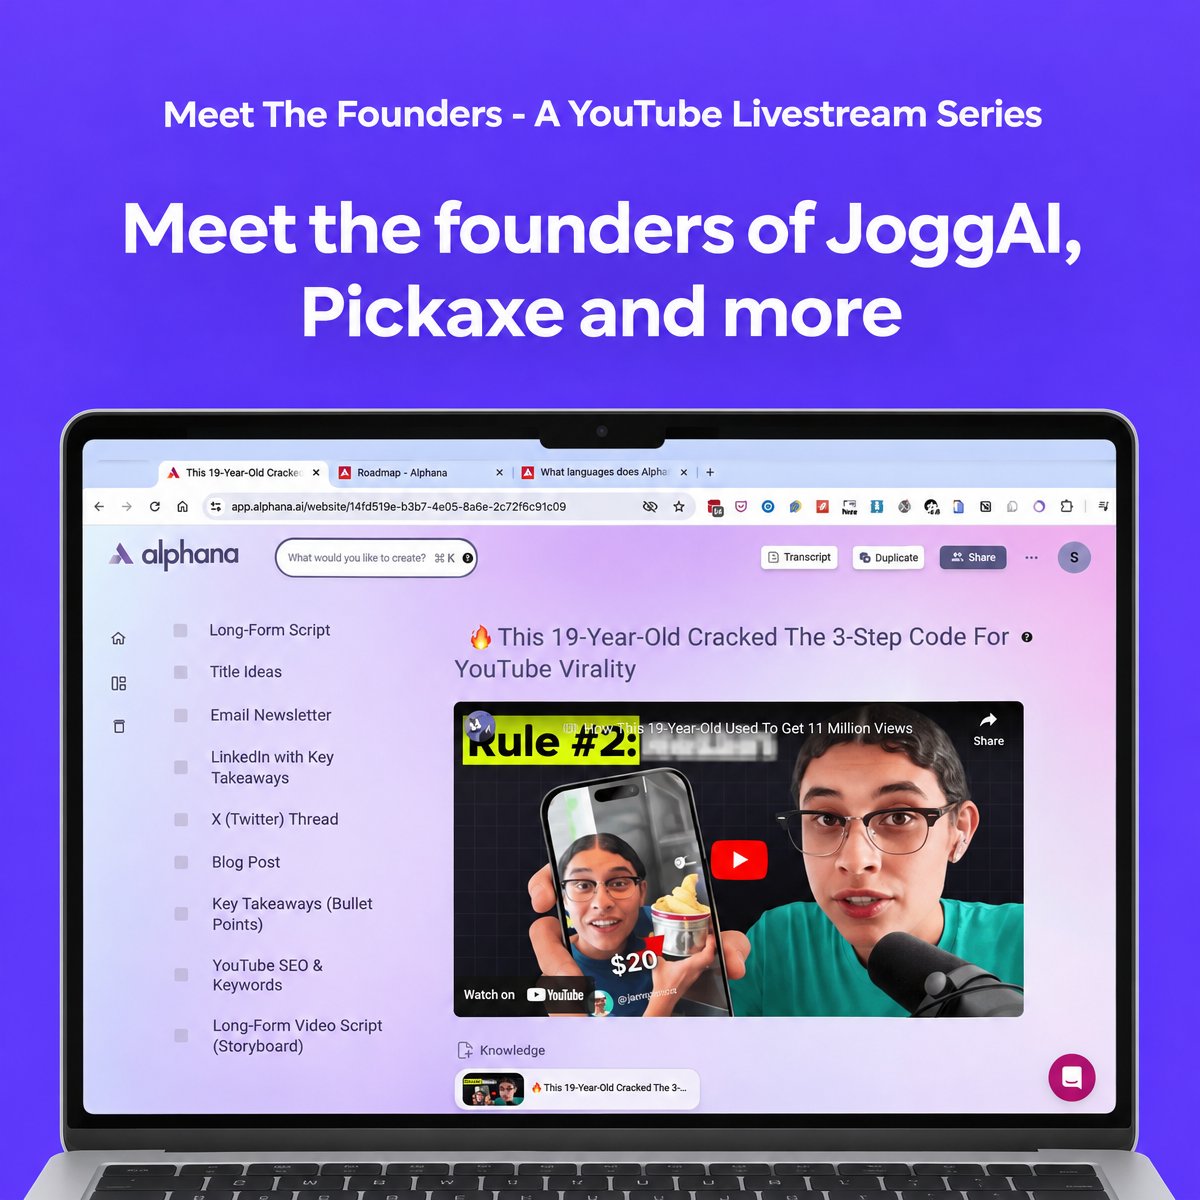 Meet The Founders - A YouTube Livestream Series
Meet the founders of JoggAI,
Pickaxe and more
This 19-Year-Old Cracked
Roadmap - Alphana
What languages does Alpha
app.alphana.ai/website/14fd519e-b3b7-4e05-8a6e-2c72f6c91c09
alphana
What would you like to create? ⌘ K
Transcript
Duplicate
Share
S
Long-Form Script
Title Ideas
Email Newsletter
LinkedIn with Key
Takeaways
X (Twitter) Thread
Blog Post
Key Takeaways (Bullet
Points)
YouTube SEO &
Keywords
Long-Form Video Script
(Storyboard)
🔥 This 19-Year-Old Cracked The 3-Step Code For
YouTube Virality
How This 19-Year-Old Used To Get 11 Million Views
Share
Rule #2:
$20
Watch on YouTube
Knowledge
🔥 This 19-Year-Old Cracked The 3-...